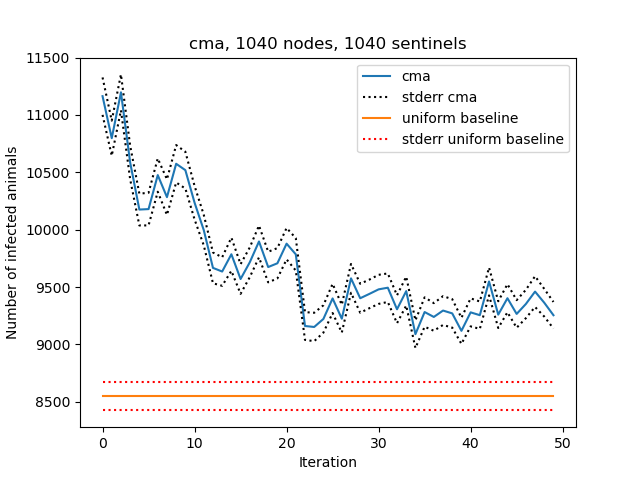 cma, 1040 nodes, 1040 sentinels
cma
stderr cma
uniform baseline
stderr uniform baseline
Number of infected animals
11500
11000
10500
10000
9500
9000
8500
0
10
20
30
40
50
Iteration